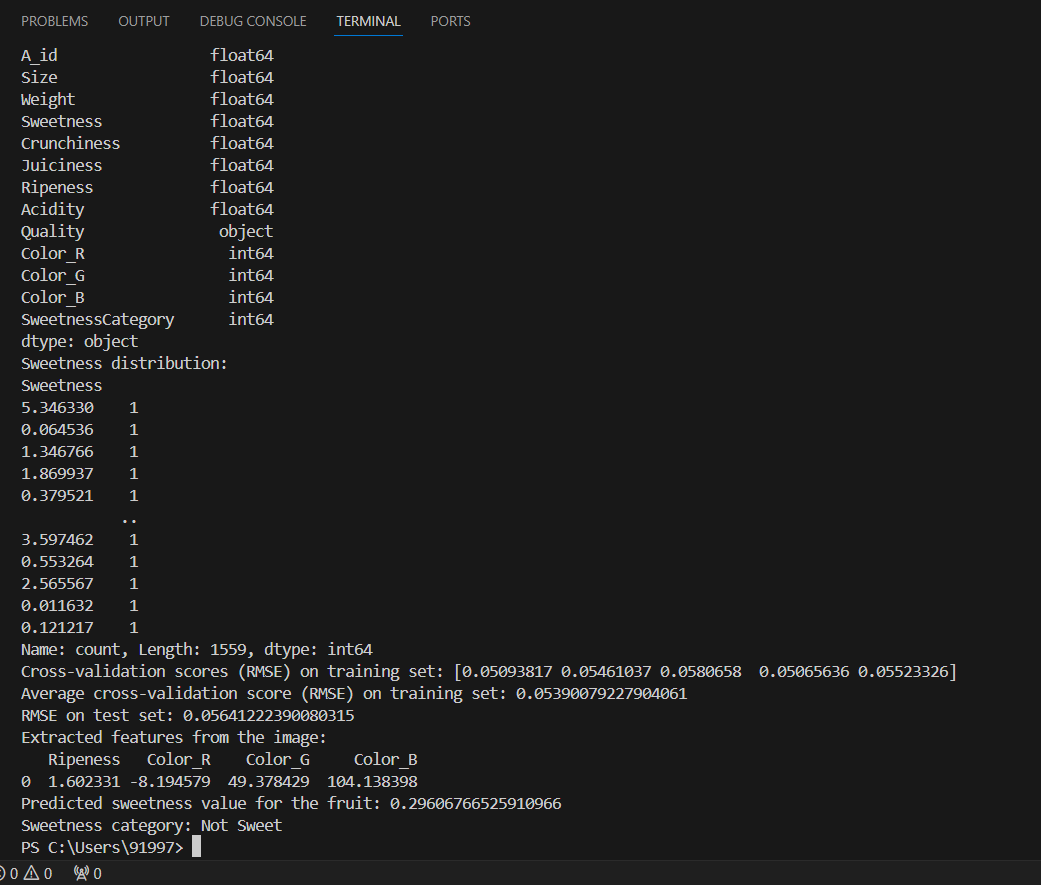 PROBLEMS OUTPUT DEBUG CONSOLE TERMINAL PORTS
A_id float64
Size float64
Weight float64
Sweetness float64
Crunchiness float64
Juiciness float64
Ripeness float64
Acidity float64
Quality object
Color_R int64
Color_G int64
Color_B int64
SweetnessCategory int64
dtype: object
Sweetness distribution:
Sweetness
5.346330 1
0.064536 1
1.346766 1
1.869937 1
0.379521 1
..
3.597462 1
0.553264 1
2.565567 1
0.011632 1
0.121217 1
Name: count, Length: 1559, dtype: int64
Cross-validation scores (RMSE) on training set: [0.05093817 0.05461037 0.0580658  0.05065636 0.05523326]
Average cross-validation score (RMSE) on training set: 0.05390079227904061
RMSE on test set: 0.05641222390080315
Extracted features from the image:
Ripeness Color_R Color_G Color_B
0 1.602331 -8.194579 49.378429 104.138398
Predicted sweetness value for the fruit: 0.29606766525910966
Sweetness category: Not Sweet
PS C:\Users\91997>
0 0 0